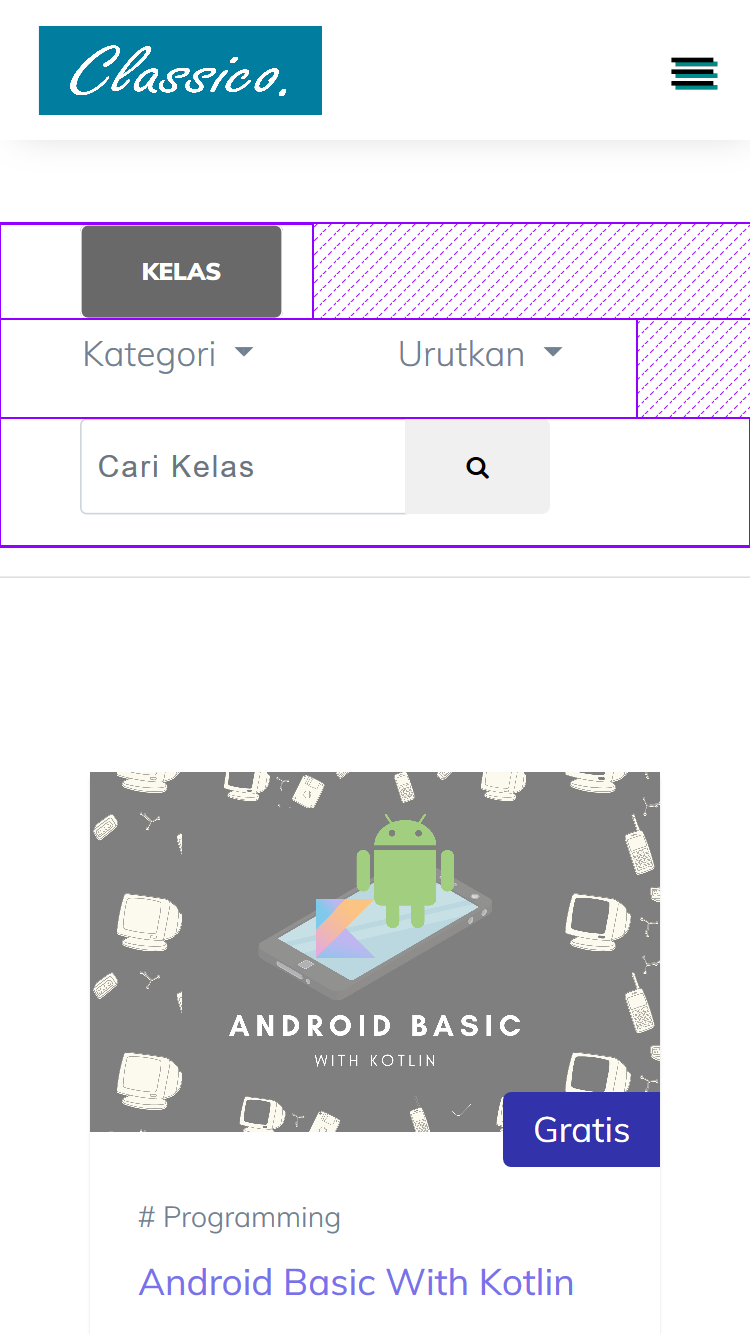 Classico.
KELAS
Kategori Urutkan
Cari Kelas
ANDROID BASIC
WITH KOTLIN
Gratis
# Programming
Android Basic With Kotlin